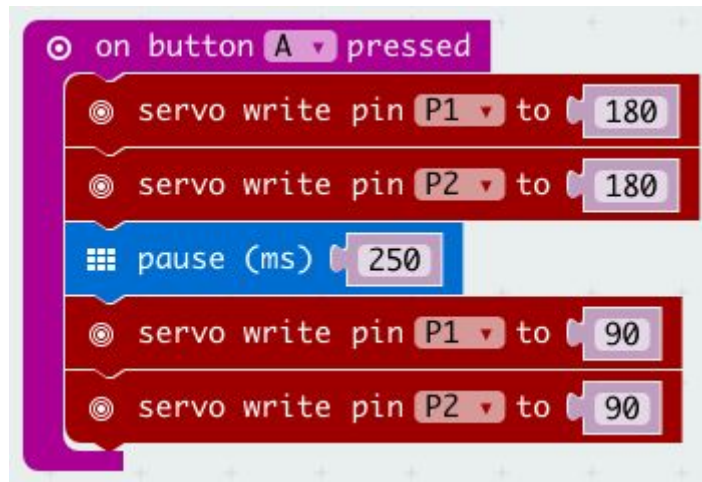 on button A pressed
servo write pin P1 to 180
servo write pin P2 to 180
pause (ms) 250
servo write pin P1 to 90
servo write pin P2 to 90